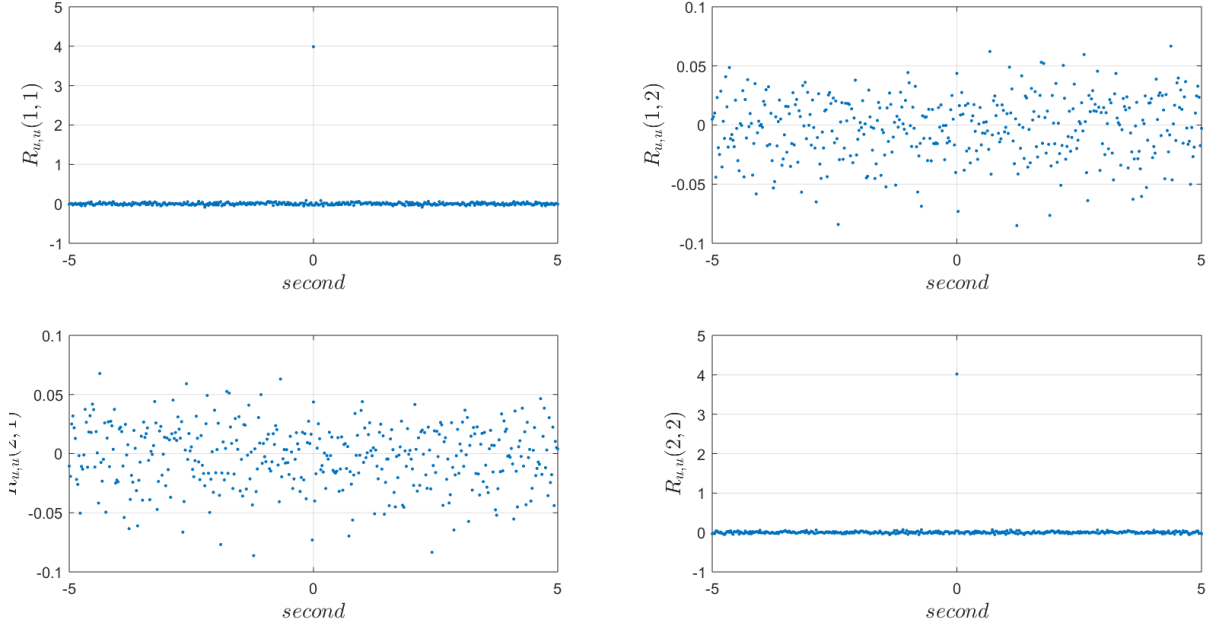 5
4
3
2
1
0
-1
-5 0 5
second
R_{u,u}(1, 1)
0.1
0.05
0
-0.05
-0.1
-5 0 5
second
R_{u,u}(1, 2)
0.1
0.05
0
-0.05
-0.1
-5 0 5
second
R_{u,u}(2, 1)
5
4
3
2
1
0
-1
-5 0 5
second
R_{u,u}(2, 2)